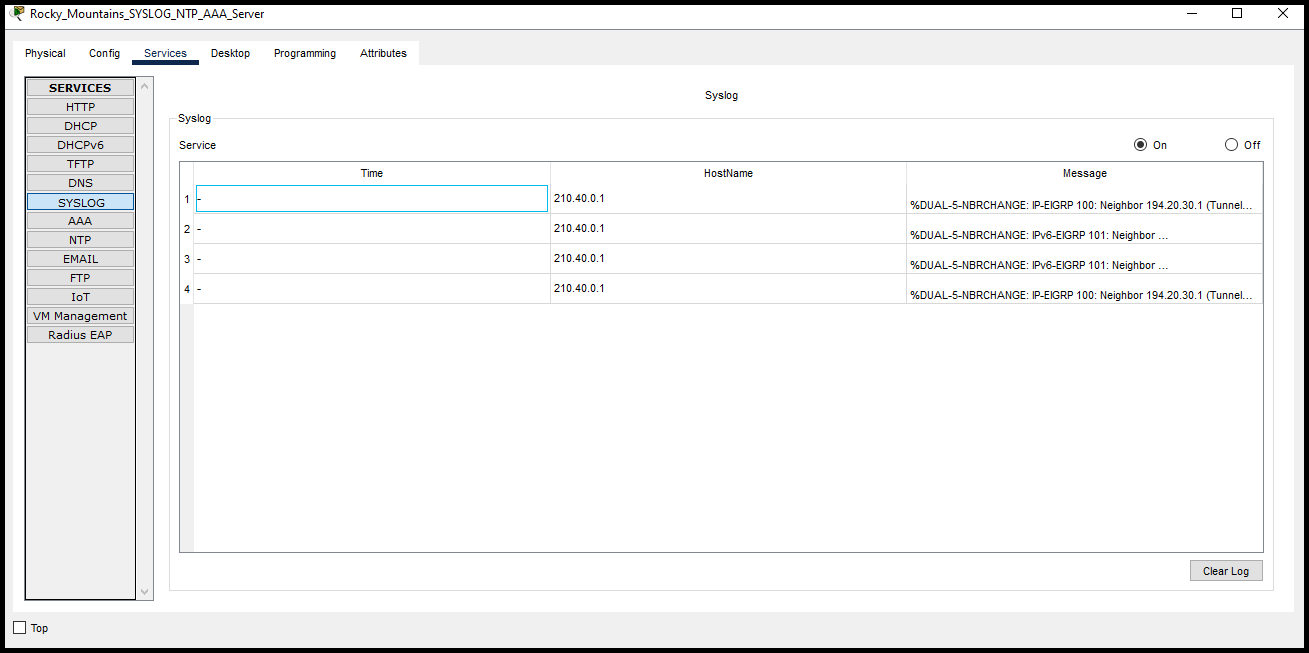 Rocky_Mountains_SYSLOG_NTP_AAA_Server
Physical Config Services Desktop Programming Attributes
SERVICES
HTTP
DHCP
DHCPv6
TFTP
DNS
SYSLOG
AAA
NTP
EMAIL
FTP
IoT
VM Management
Radius EAP
Syslog
Syslog
Service On Off
Time HostName Message
1 - 210.40.0.1 %DUAL-5-NBRCHANGE: IP-EIGRP 100: Neighbor 194.20.30.1 (Tunnel...
2 - 210.40.0.1 %DUAL-5-NBRCHANGE: IPv6-EIGRP 101: Neighbor ...
3 - 210.40.0.1 %DUAL-5-NBRCHANGE: IPv6-EIGRP 101: Neighbor ...
4 - 210.40.0.1 %DUAL-5-NBRCHANGE: IP-EIGRP 100: Neighbor 194.20.30.1 (Tunnel...
Clear Log
Top